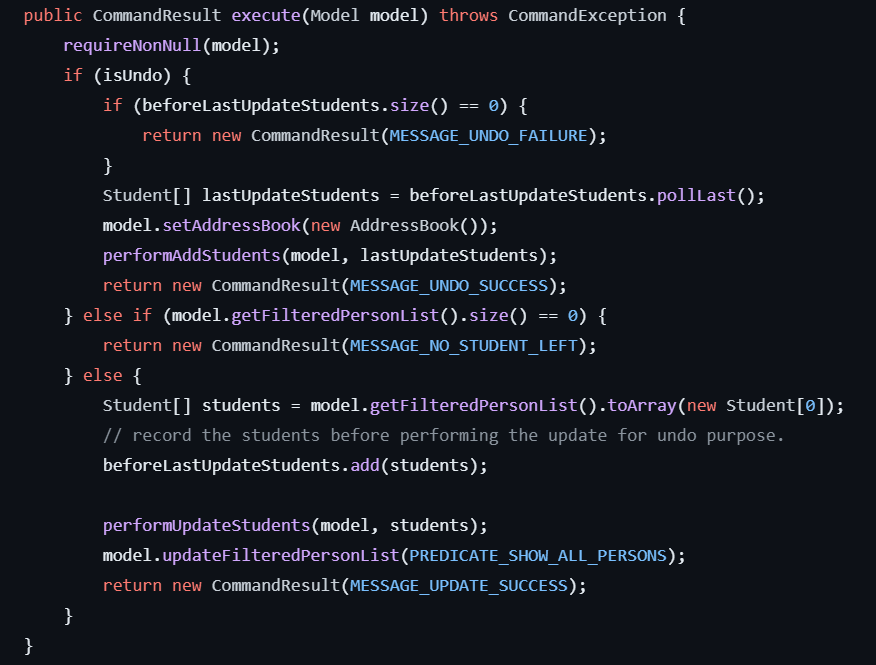 public CommandResult execute(Model model) throws CommandException {
    requireNonNull(model);
    if (isUndo) {
        if (beforeLastUpdateStudents.size() == 0) {
            return new CommandResult(MESSAGE_UNDO_FAILURE);
        }
        Student[] lastUpdateStudents = beforeLastUpdateStudents.pollLast();
        model.setAddressBook(new AddressBook());
        performAddStudents(model, lastUpdateStudents);
        return new CommandResult(MESSAGE_UNDO_SUCCESS);
    } else if (model.getFilteredPersonList().size() == 0) {
        return new CommandResult(MESSAGE_NO_STUDENT_LEFT);
    } else {
        Student[] students = model.getFilteredPersonList().toArray(new Student[0]);
        // record the students before performing the update for undo purpose.
        beforeLastUpdateStudents.add(students);

        performUpdateStudents(model, students);
        model.updateFilteredPersonList(PREDICATE_SHOW_ALL_PERSONS);
        return new CommandResult(MESSAGE_UPDATE_SUCCESS);
    }
}